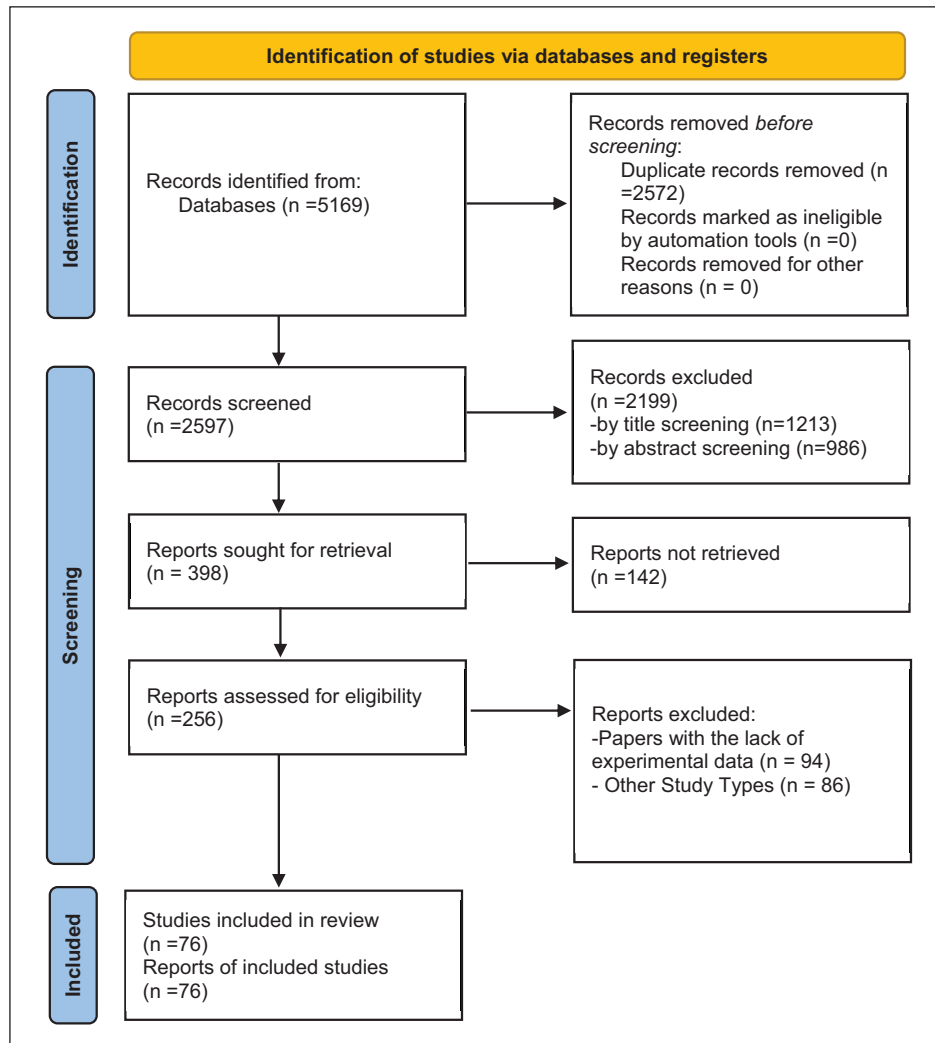 Identification of studies via databases and registers
Identification
Records identified from:
Databases (n =5169)
Records removed before
screening:
Duplicate records removed (n
=2572)
Records marked as ineligible
by automation tools (n =0)
Records removed for other
reasons (n = 0)
Screening
Records screened
(n =2597)
Records excluded
(n =2199)
-by title screening (n=1213)
-by abstract screening (n=986)
Reports sought for retrieval
(n = 398)
Reports not retrieved
(n =142)
Reports assessed for eligibility
(n =256)
Reports excluded:
-Papers with the lack of
experimental data (n = 94)
- Other Study Types (n = 86)
Included
Studies included in review
(n =76)
Reports of included studies
(n =76)